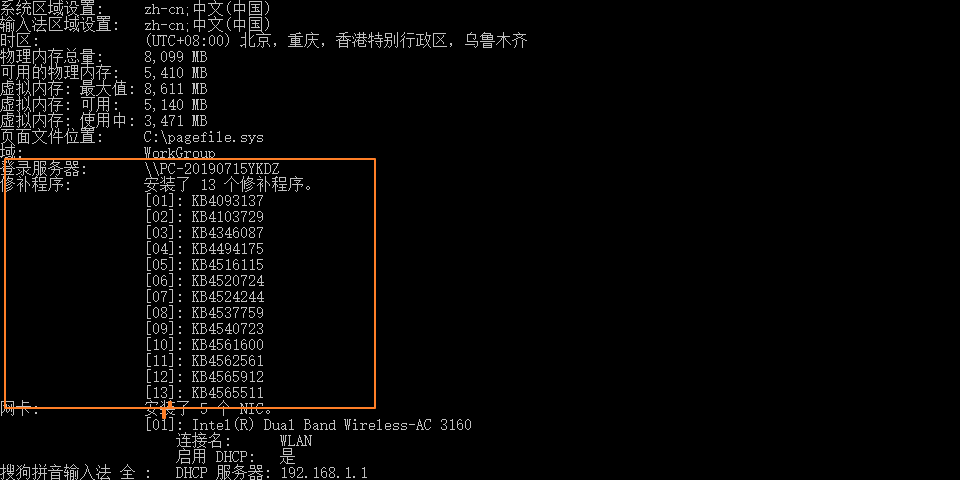 系统区域设置: zh-cn;中文(中国)
输入法区域设置: zh-cn;中文(中国)
时区: (UTC+08:00) 北京，重庆，香港特别行政区，乌鲁木齐
物理内存总量: 8,099 MB
可用的物理内存: 5,410 MB
虚拟内存: 最大值: 8,611 MB
虚拟内存: 可用: 5,140 MB
虚拟内存: 使用中: 3,471 MB
页面文件位置: C:\pagefile.sys
域: WorkGroup
登录服务器: \\PC-20190715YKDZ
修补程序: 安装了 13 个修补程序。
[01]: KB4093137
[02]: KB4103729
[03]: KB4346087
[04]: KB4494175
[05]: KB4516115
[06]: KB4520724
[07]: KB4524244
[08]: KB4537759
[09]: KB4540723
[10]: KB4561600
[11]: KB4562561
[12]: KB4565912
[13]: KB4565511
网卡: 安装了 5 个 NIC。
[01]: Intel(R) Dual Band Wireless-AC 3160
连接名: WLAN
启用 DHCP: 是
搜狗拼音输入法 全 : DHCP 服务器: 192.168.1.1